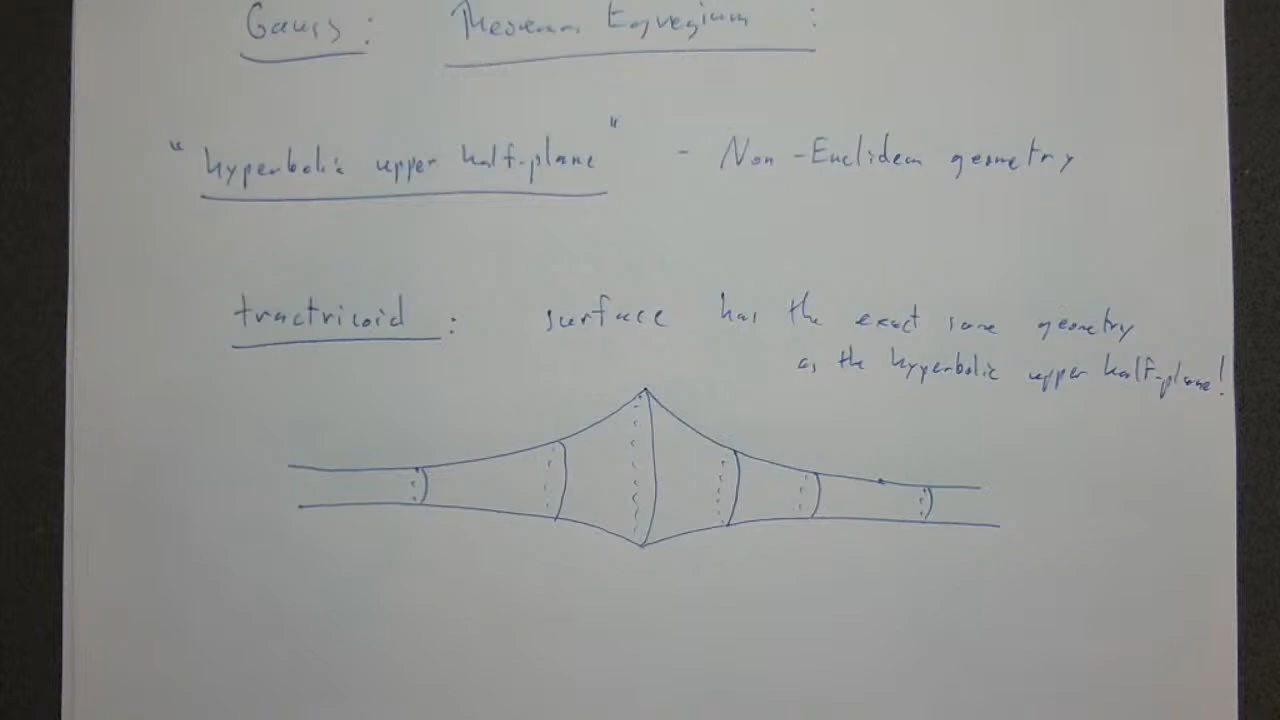 Gauss: Theorema Egregium :
"hyperbolic upper half-plane" - Non-Euclidean geometry
tractricoid : surface has the exact same geometry
as the hyperbolic upper half-plane!